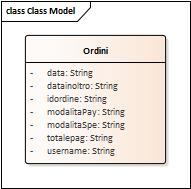 class Class Model
Ordini
- data: String
- datainoltro: String
- idordine: String
- modalitaPay: String
- modalitaSpe: String
- totalepag: String
- username: String